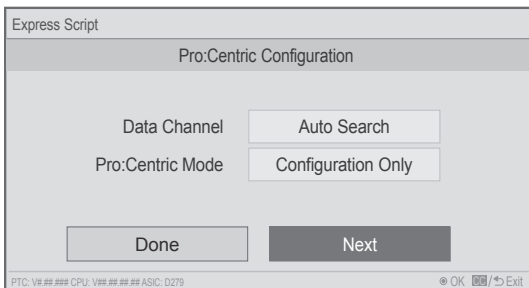 Express Script
Pro:Centric Configuration
Data Channel Auto Search
Pro:Centric Mode Configuration Only
Done Next
PTC: V#.##.### CPU: V##.##.##.## ASIC: D279 OK CC / Exit